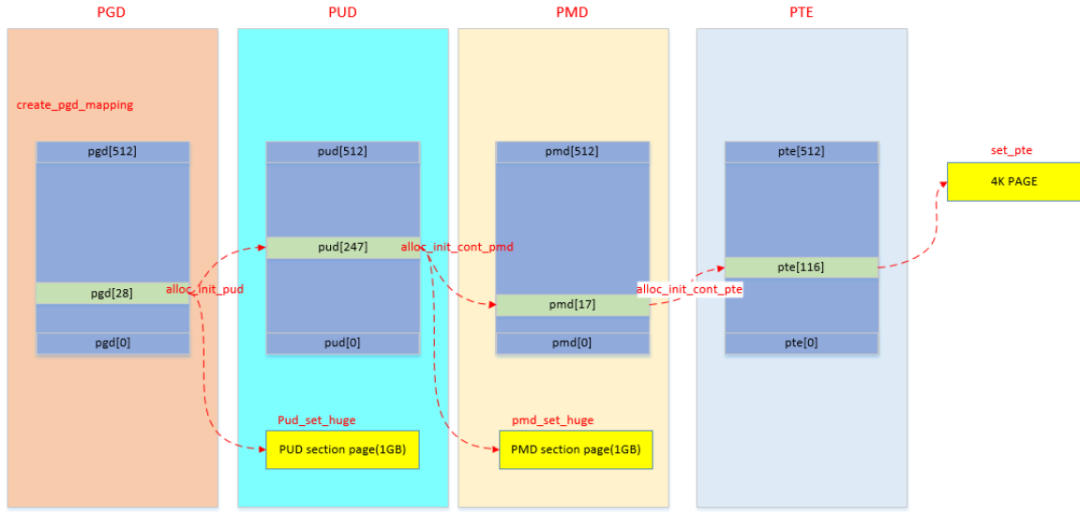 PGD
PUD
PMD
PTE
create_pgd_mapping
pgd[512]
pud[512]
pmd[512]
pte[512]
set_pte
4K PAGE
pud[247]
alloc_init_cont_pmd
pte[116]
pgd[28]
alloc_init_pud
alloc_init_cont_pte
pmd[17]
pgd[0]
pud[0]
pmd[0]
pte[0]
Pud_set_huge
pmd_set_huge
PUD section page(1GB)
PMD section page(1GB)